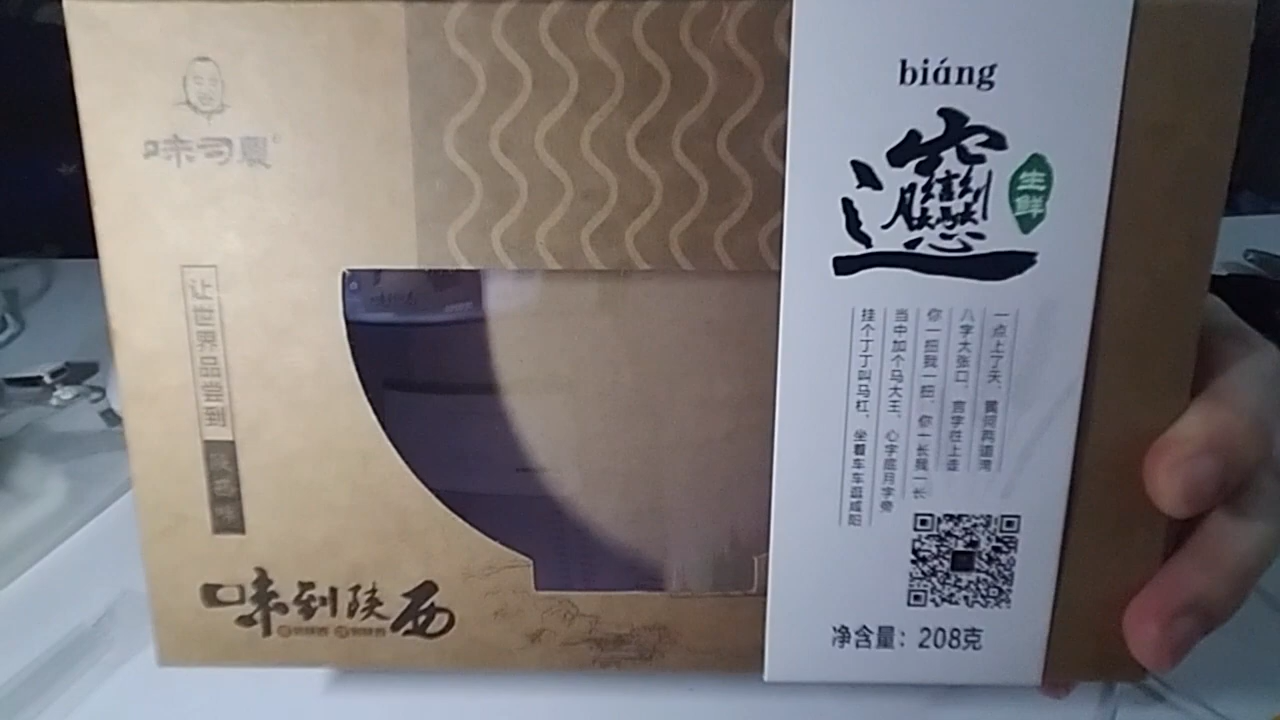 味司農
让世界品尝到
陕西味
味到陕西
biáng
𰻞
生鲜
一点上了天，黄河两道湾
八字大张口，言字往上走
你一扭我一扭，你一长我一长
当中加个马大王，心字底月字旁
挂个丁丁叫马杠，坐着车车逛咸阳
净含量：208克